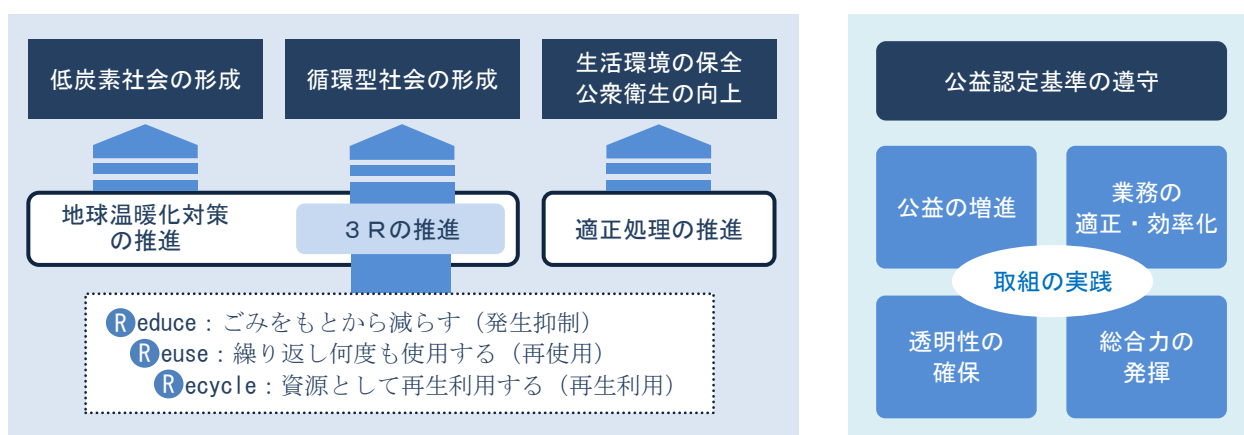 低炭素社会の形成
循環型社会の形成
生活環境の保全
公衆衛生の向上
地球温暖化対策
の推進
3Rの推進
適正処理の推進
Reduce：ごみをもとから減らす（発生抑制）
Reuse：繰り返し何度も使用する（再使用）
Recycle：資源として再生利用する（再生利用）
公益認定基準の遵守
公益の増進
業務の
適正・効率化
取組の実践
透明性の
確保
総合力の
発揮